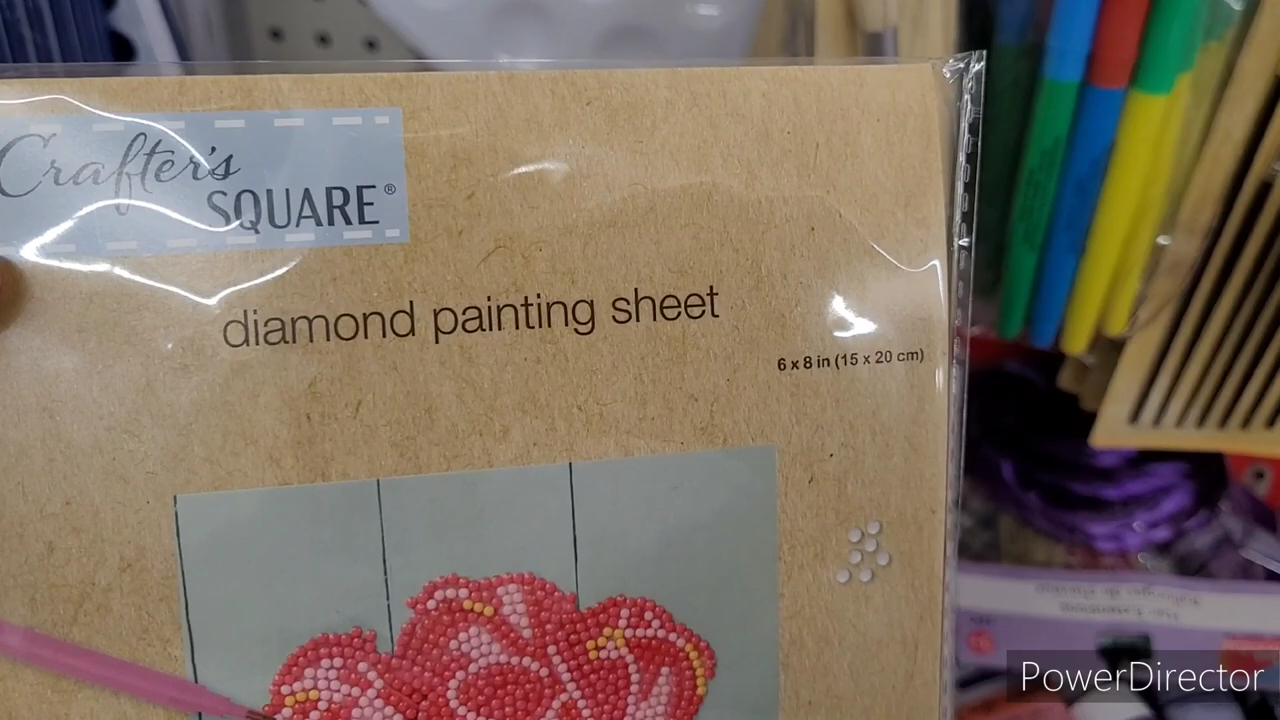 Crafter's
SQUARE®
diamond painting sheet
6 x 8 in (15 x 20 cm)
PowerDirector